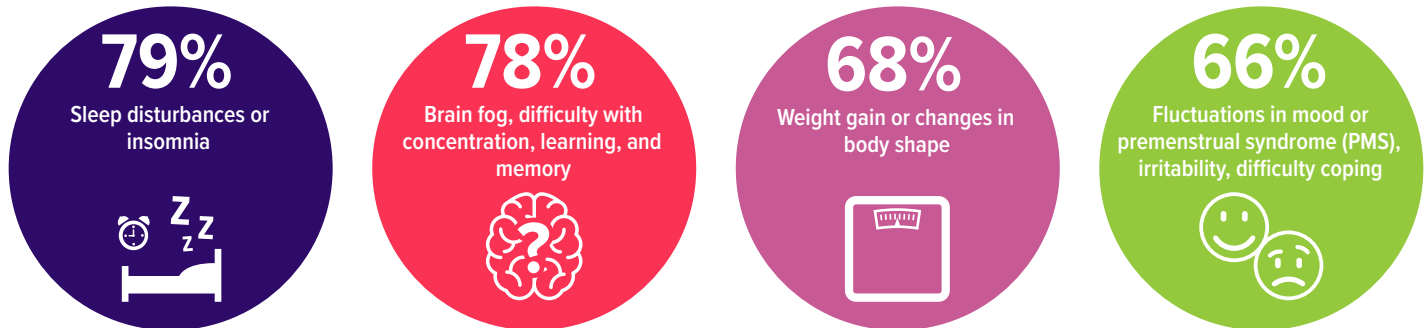 79%
Sleep disturbances or
insomnia
Z
Z
z
78%
Brain fog, difficulty with
concentration, learning, and
memory
?
68%
Weight gain or changes in
body shape
66%
Fluctuations in mood or
premenstrual syndrome (PMS),
irritability, difficulty coping